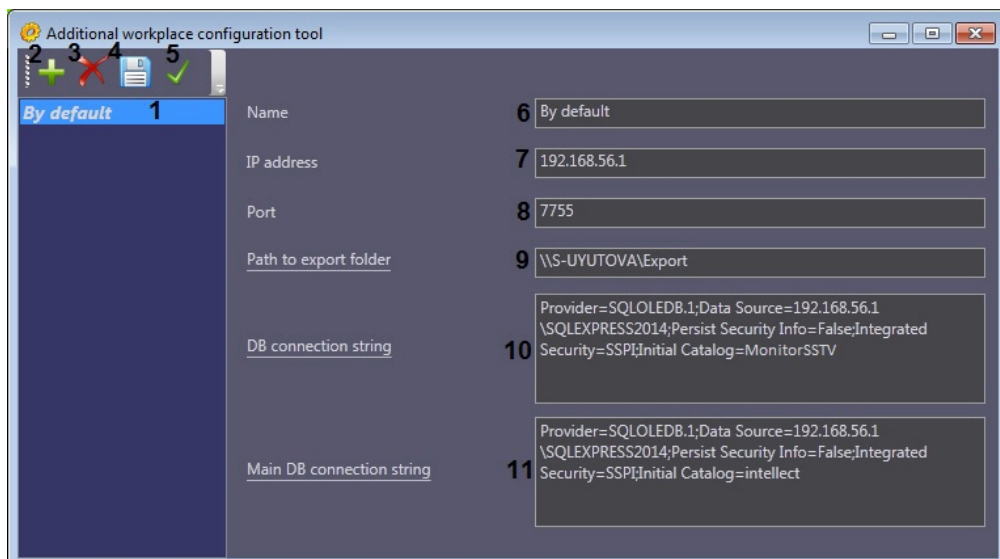 Additional workplace configuration tool
2 3 4 5
By default 1
Name 6 By default
IP address 7 192.168.56.1
Port 8 7755
Path to export folder 9 \\S-UYUTOVA\Export
Provider=SQLOLEDB.1;Data Source=192.168.56.1
\SQLEXPRESS2014;Persist Security Info=False;Integrated
DB connection string 10 Security=SSPI;Initial Catalog=MonitorSSTV
Provider=SQLOLEDB.1;Data Source=192.168.56.1
\SQLEXPRESS2014;Persist Security Info=False;Integrated
Main DB connection string 11 Security=SSPI;Initial Catalog=intellect